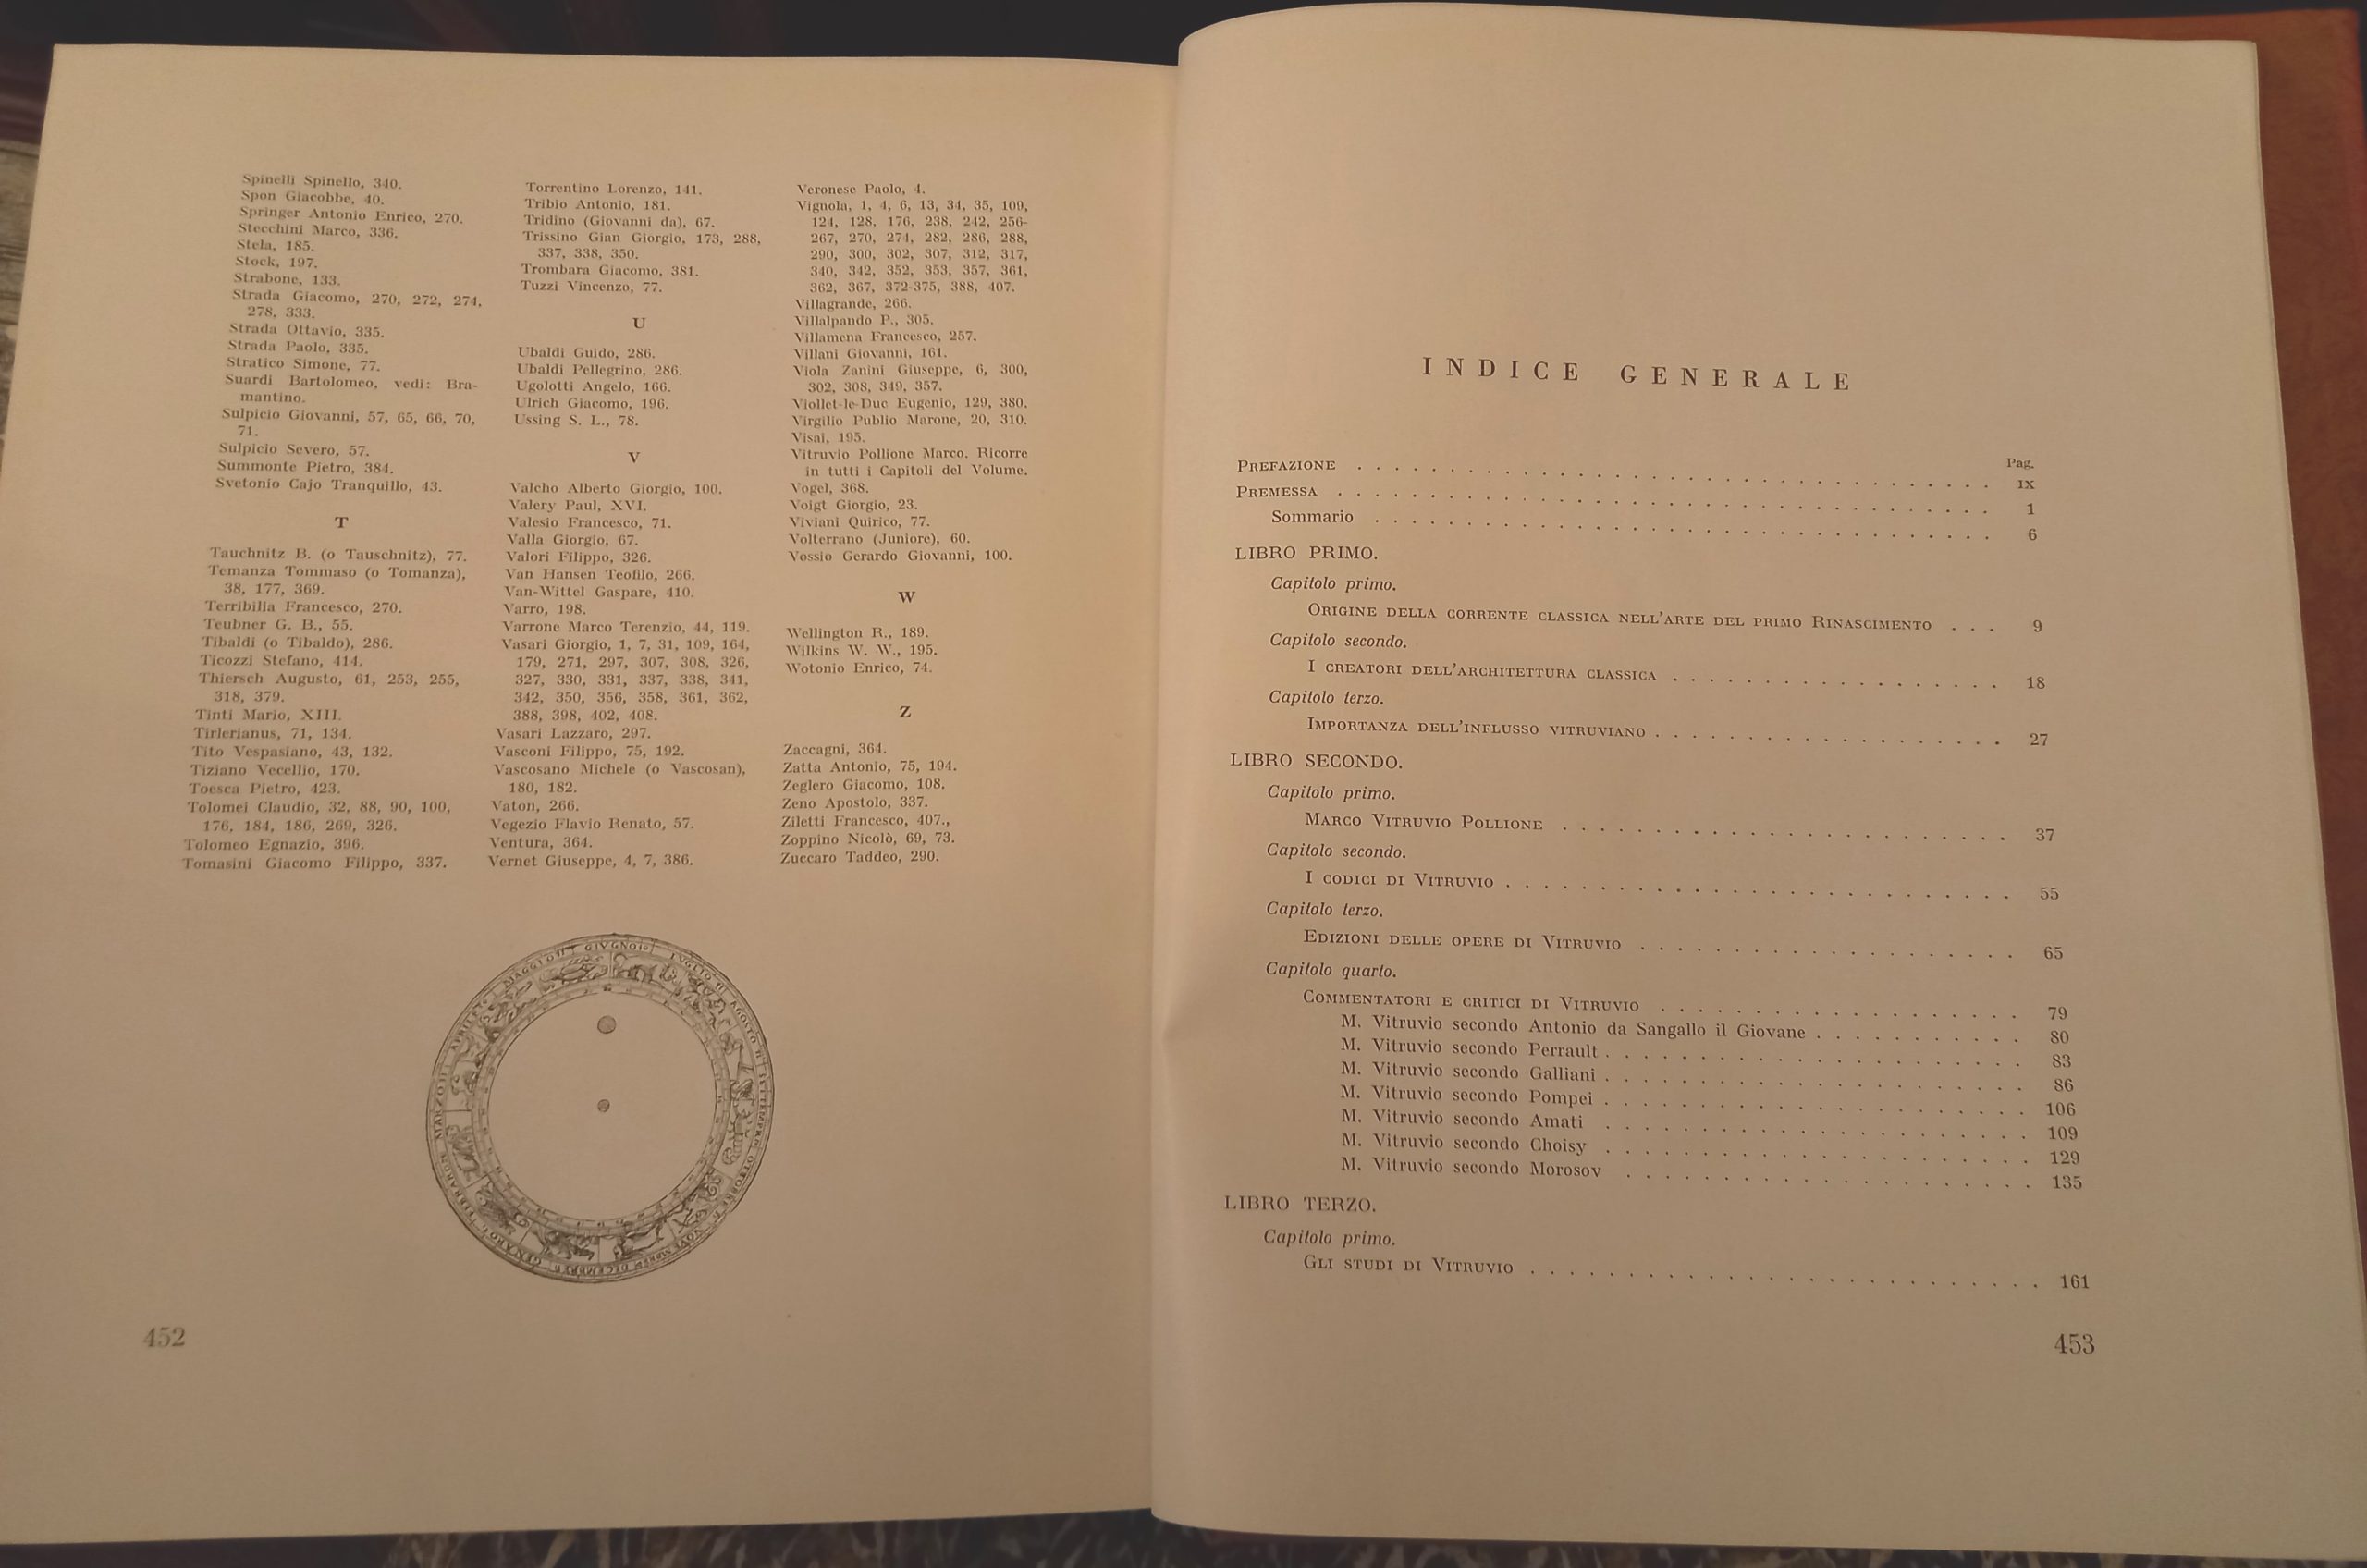 Spinelli Spinello, 340.
Spon Giacobbe, 40.
Springer Antonio Enrico, 270.
Stecchini Marco, 336.
Stela, 185.
Stock, 197.
Strabone, 133.
Strada Giacomo, 270, 272, 274,
278, 333.
Strada Ottavio, 335.
Strada Paolo, 335.
Stratico Simone, 77.
Suardi Bartolomeo, vedi: Bra-
mantino.
Sulpicio Giovanni, 57, 65, 66, 70,
71.
Sulpicio Severo, 57.
Summonte Pietro, 384.
Svetonio Cajo Tranquillo, 43.
T
Tauchnitz B. (o Tauschnitz), 77.
Temanza Tommaso (o Tomanza),
38, 177, 369.
Terribilia Francesco, 270.
Teubner G. B., 55.
Tibaldi (o Tibaldo), 286.
Ticozzi Stefano, 414.
Thiersch Augusto, 61, 253, 255,
318, 379.
Tinti Mario, XIII.
Tirlerianus, 71, 134.
Tito Vespasiano, 43, 132.
Tiziano Vecellio, 170.
Toesca Pietro, 423.
Tolomei Claudio, 32, 88, 90, 100,
176, 184, 186, 269, 326.
Tolomeo Egnazio, 396.
Tomasini Giacomo Filippo, 337.
Torrentino Lorenzo, 141.
Tribio Antonio, 181.
Tridino (Giovanni da), 67.
Trissino Gian Giorgio, 173, 288,
337, 338, 350.
Trombara Giacomo, 381.
Tuzzi Vincenzo, 77.
U
Ubaldi Guido, 286.
Ubaldi Pellegrino, 286.
Ugolotti Angelo, 166.
Ulrich Giacomo, 196.
Ussing S. L., 78.
V
Valcho Alberto Giorgio, 100.
Valery Paul, XVI.
Valesio Francesco, 71.
Valla Giorgio, 67.
Valori Filippo, 326.
Van Hansen Teofilo, 266.
Van-Wittel Gaspare, 410.
Varro, 198.
Varrone Marco Terenzio, 44, 119.
Vasari Giorgio, 1, 7, 31, 109, 164,
179, 271, 297, 307, 308, 326,
327, 330, 331, 337, 338, 341,
342, 350, 356, 358, 361, 362,
388, 398, 402, 408.
Vasari Lazzaro, 297.
Vasconi Filippo, 75, 192.
Vascosano Michele (o Vascosan),
180, 182.
Vaton, 266.
Vegezio Flavio Renato, 57.
Ventura, 364.
Vernet Giuseppe, 4, 7, 386.
Veronese Paolo, 4.
Vignola, 1, 4, 6, 13, 34, 35, 109,
124, 128, 176, 238, 242, 256-
267, 270, 274, 282, 286, 288,
290, 300, 302, 307, 312, 317,
340, 342, 352, 353, 357, 361,
362, 367, 372-375, 388, 407.
Villagrande, 266.
Villalpando P., 305.
Villamena Francesco, 257.
Villani Giovanni, 161.
Viola Zanini Giuseppe, 6, 300,
302, 308, 349, 357.
Viollet-le-Duc Eugenio, 129, 380.
Virgilio Publio Marone, 20, 310.
Visai, 195.
Vitruvio Pollione Marco. Ricorre
in tutti i Capitoli del Volume.
Vogel, 368.
Voigt Giorgio, 23.
Viviani Quirico, 77.
Volterrano (Juniore), 60.
Vossio Gerardo Giovanni, 100.
W
Wellington R., 189.
Wilkins W. W., 195.
Wotonio Enrico, 74.
Z
Zaccagni, 364.
Zatta Antonio, 75, 194.
Zeglero Giacomo, 108.
Zeno Apostolo, 337.
Ziletti Francesco, 407.,
Zoppino Nicolò, 69, 73.
Zuccaro Taddeo, 290.
GIVGNO
LVGLIO
AGOSTO
OTTOBRE
NOVEMBRE
DECEMBRE
GENARO
MARZO
MAGGIO
452
INDICE GENERALE
Pag.
PREFAZIONE . . . . . . . . . . . . . . . . . . . . . . . . . IX
PREMESSA . . . . . . . . . . . . . . . . . . . . . . . . . 1
Sommario . . . . . . . . . . . . . . . . . . . . . . . . 6
LIBRO PRIMO.
Capitolo primo.
ORIGINE DELLA CORRENTE CLASSICA NELL'ARTE DEL PRIMO RINASCIMENTO . . . 9
Capitolo secondo.
I CREATORI DELL'ARCHITETTURA CLASSICA . . . . . . . . . . . . . . . . . 18
Capitolo terzo.
IMPORTANZA DELL'INFLUSSO VITRUVIANO . . . . . . . . . . . . . . . . . . 27
LIBRO SECONDO.
Capitolo primo.
MARCO VITRUVIO POLLIONE . . . . . . . . . . . . . . . . . . . . . . 37
Capitolo secondo.
I CODICI DI VITRUVIO . . . . . . . . . . . . . . . . . . . . . . . . 55
Capitolo terzo.
EDIZIONI DELLE OPERE DI VITRUVIO . . . . . . . . . . . . . . . . . . 65
Capitolo quarto.
COMMENTATORI E CRITICI DI VITRUVIO . . . . . . . . . . . . . . . . . . 79
M. Vitruvio secondo Antonio da Sangallo il Giovane . . . . . . . . . . . 80
M. Vitruvio secondo Perrault . . . . . . . . . . . . . . . . . . . . 83
M. Vitruvio secondo Galliani . . . . . . . . . . . . . . . . . . . . 86
M. Vitruvio secondo Pompei . . . . . . . . . . . . . . . . . . . . 106
M. Vitruvio secondo Amati . . . . . . . . . . . . . . . . . . . . 109
M. Vitruvio secondo Choisy . . . . . . . . . . . . . . . . . . . . 129
M. Vitruvio secondo Morosov . . . . . . . . . . . . . . . . . . . 135
LIBRO TERZO.
Capitolo primo.
GLI STUDI DI VITRUVIO . . . . . . . . . . . . . . . . . . . . . . . . 161
453